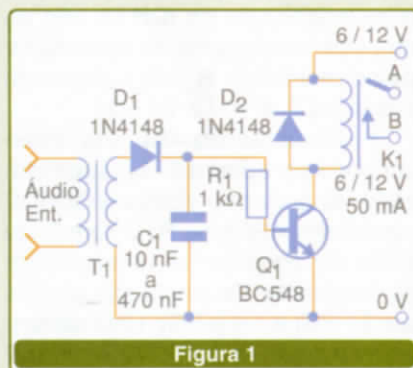 6 / 12 V
A
B
K1
6 / 12 V
50 mA
D1
1N4148
D2
1N4148
Áudio
Ent.
T1
C1
10 nF
a
470 nF
R1
1 kΩ
Q1
BC548
0 V
Figura 1